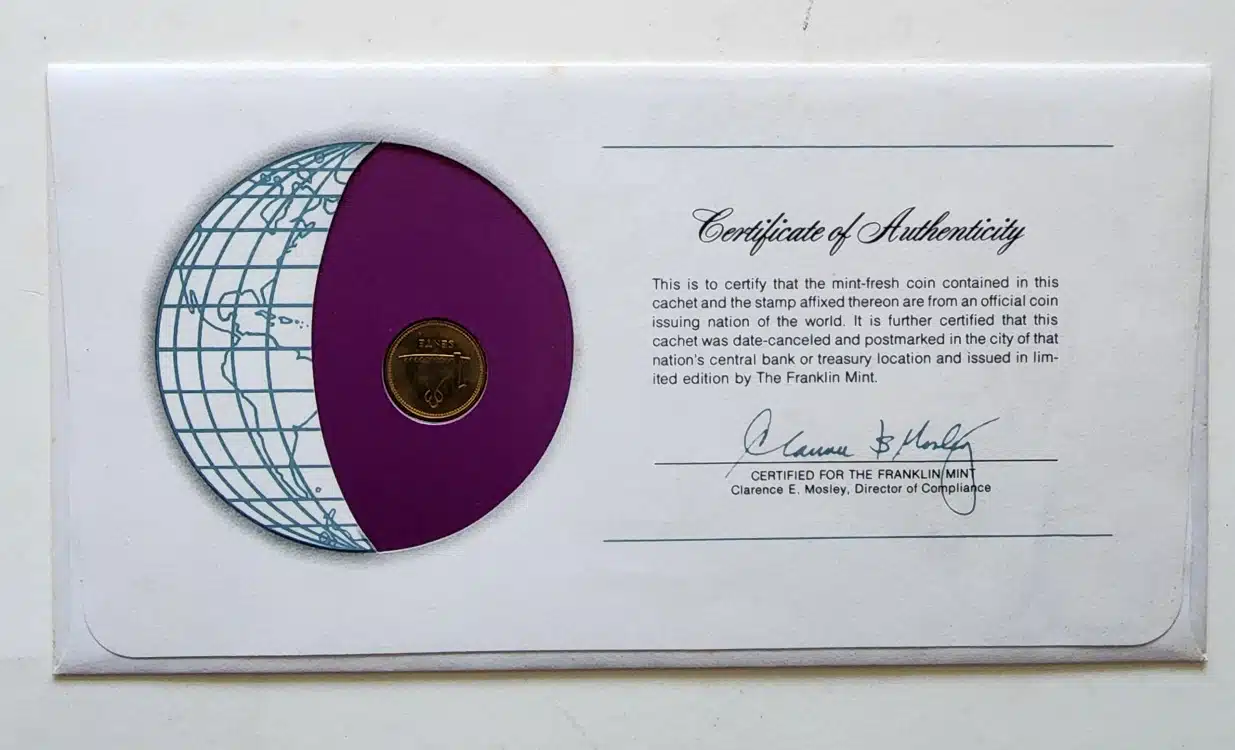 Certificate of Authenticity
This is to certify that the mint-fresh coin contained in this
cachet and the stamp affixed thereon are from an official coin
issuing nation of the world. It is further certified that this
cachet was date-canceled and postmarked in the city of that
nation's central bank or treasury location and issued in lim-
ited edition by The Franklin Mint.
CERTIFIED FOR THE FRANKLIN MINT
Clarence E. Mosley, Director of Compliance
SENTE
1